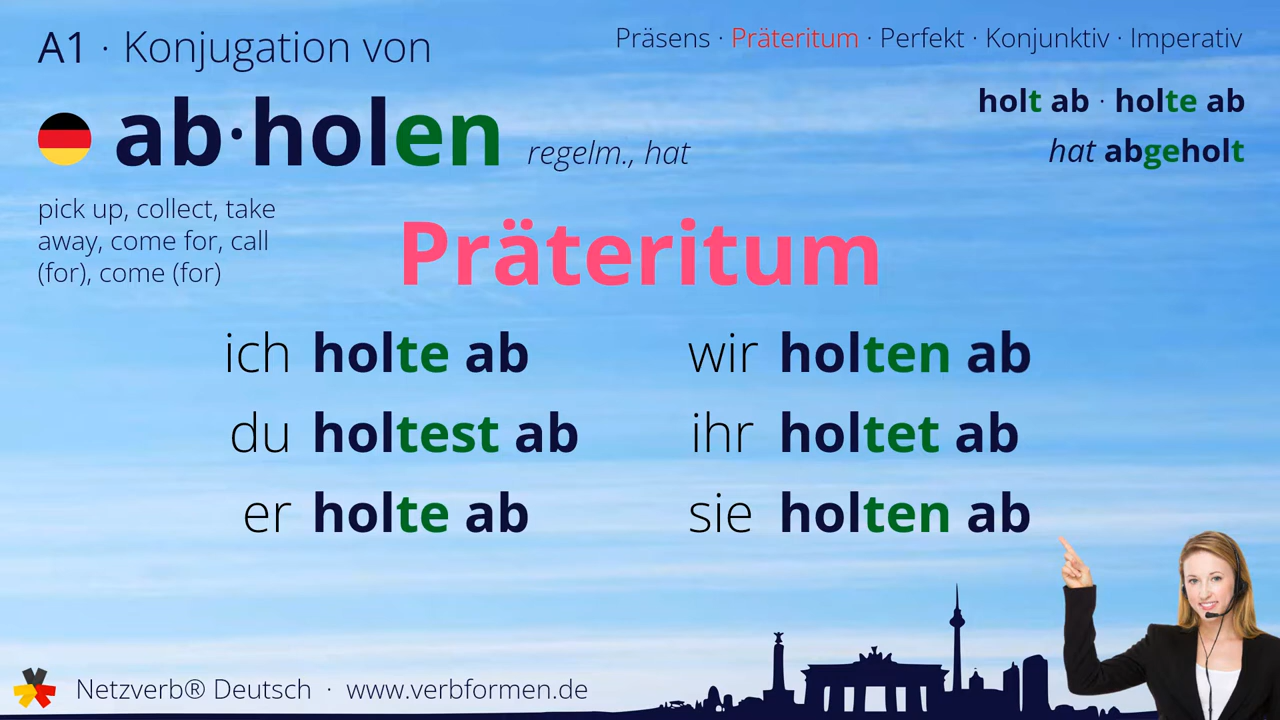 A1 · Konjugation von
Präsens · Präteritum · Perfekt · Konjunktiv · Imperativ
ab·holen regelm., hat
holt ab · holte ab
hat abgeholt
pick up, collect, take
away, come for, call
(for), come (for)
Präteritum
ich holte ab
du holtest ab
er holte ab
wir holten ab
ihr holtet ab
sie holten ab
Netzverb® Deutsch · www.verbformen.de